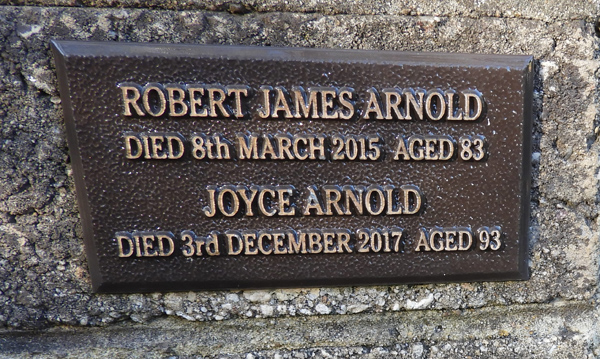 ROBERT JAMES ARNOLD
DIED 8th MARCH 2015 AGED 83
JOYCE ARNOLD
DIED 3rd DECEMBER 2017 AGED 93